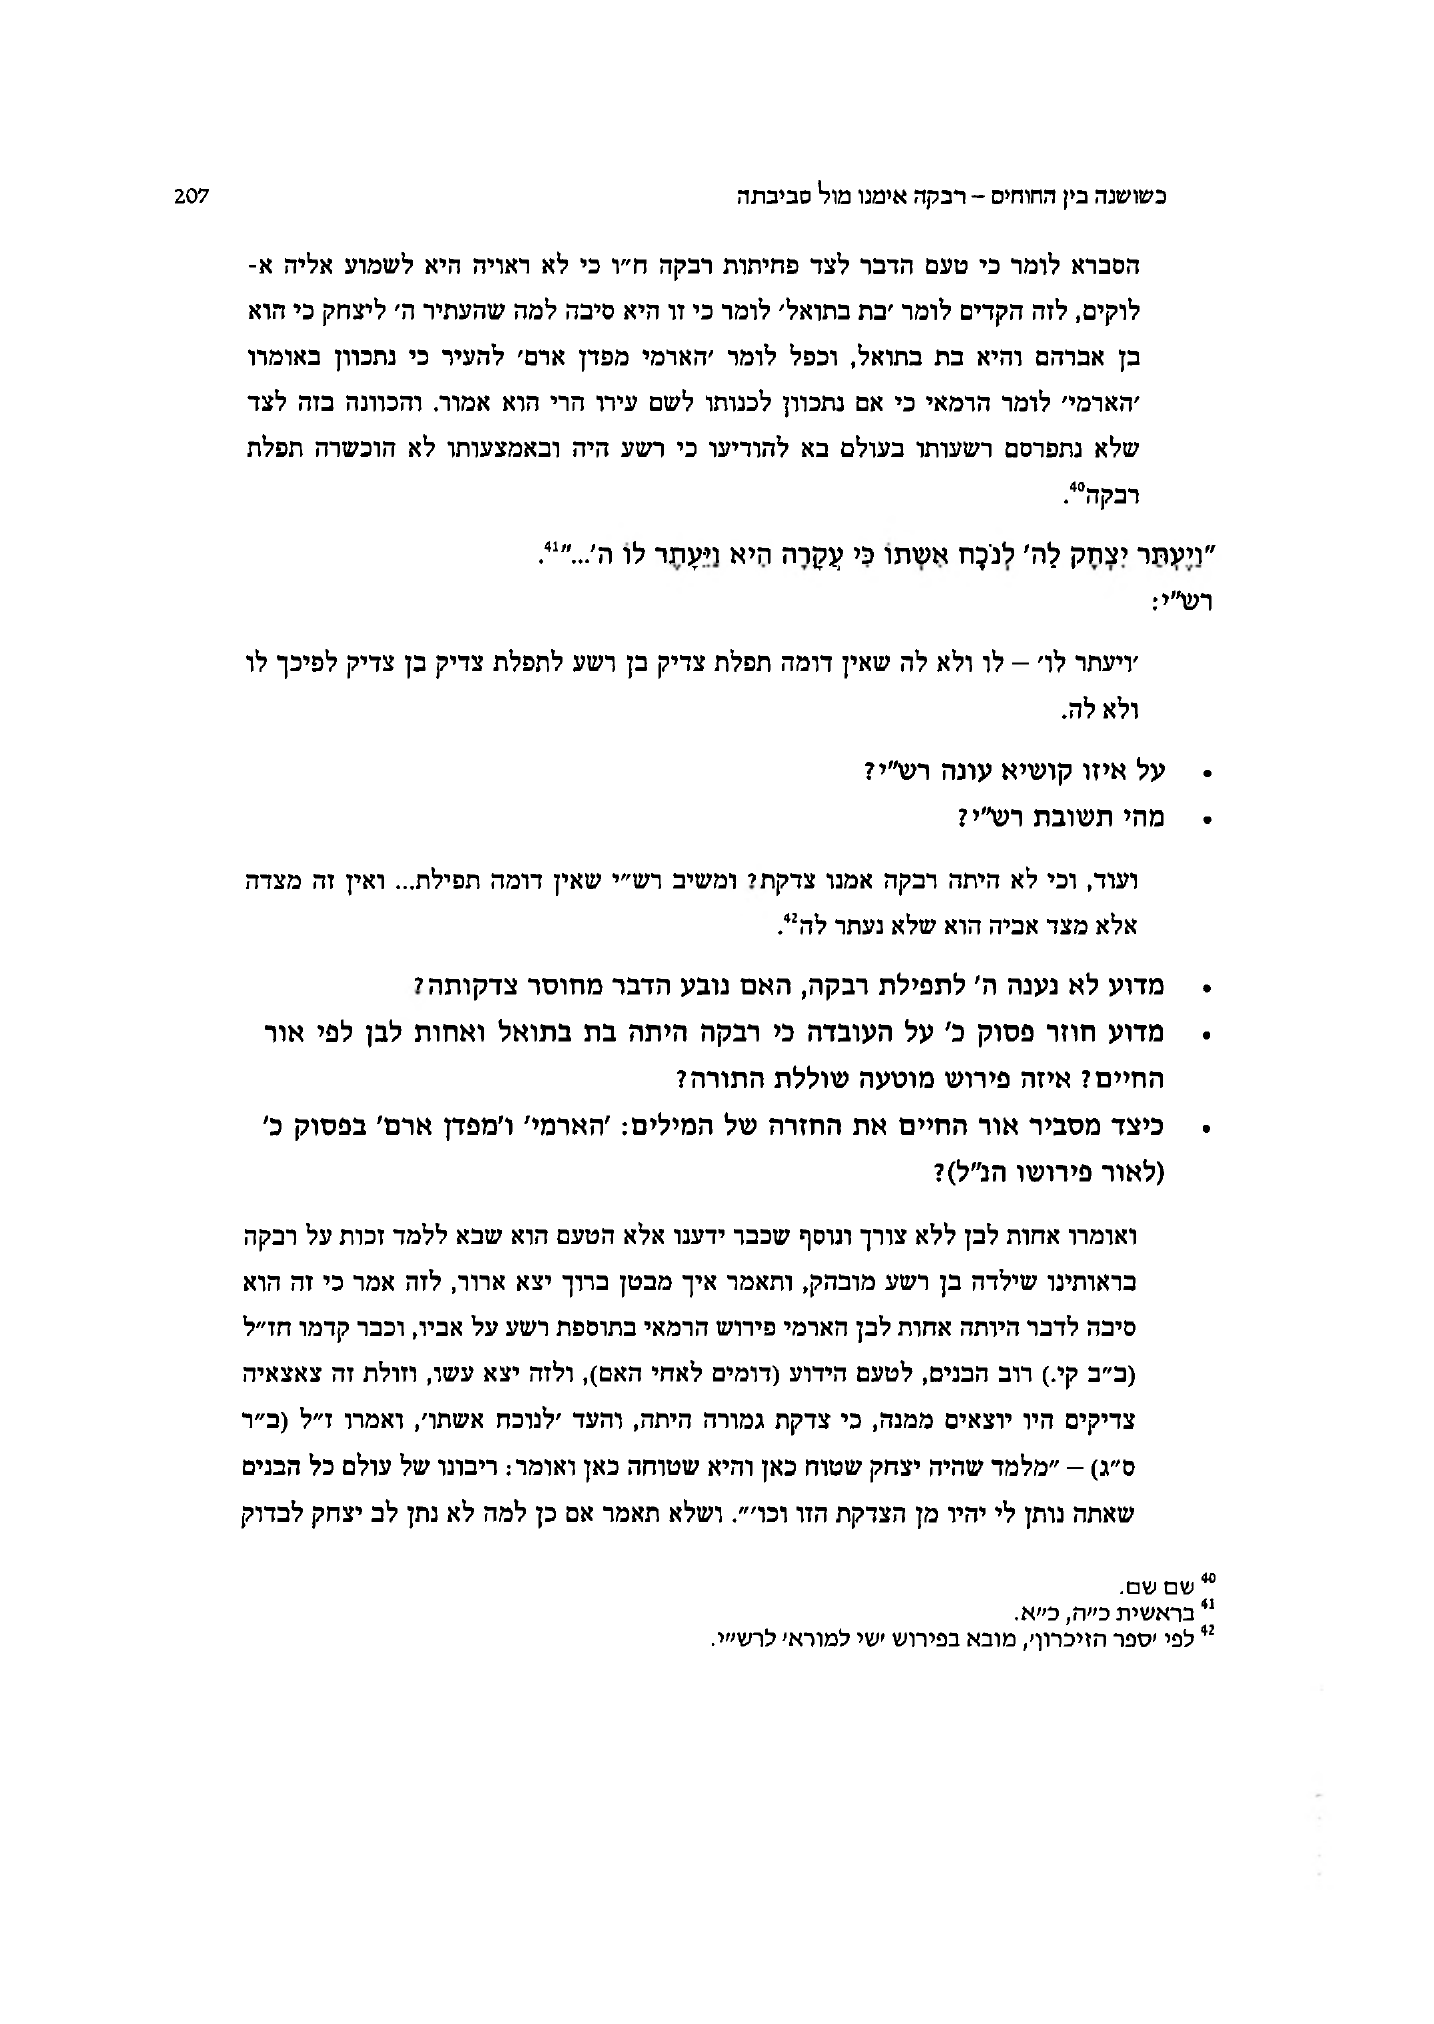 כשושנה בין החוחים – רבקה אימנו מול סביבתה 207
הסברא לומר כי טעם הדבר לצד פחיתות רבקה ח"ו כי לא ראויה היא לשמוע אליה א-
לוקים, לזה הקדים לומר 'בת בתואל' לומר כי זו היא סיבה למה שהעתיר ה' ליצחק כי הוא
בן אברהם והיא בת בתואל, וכפל לומר 'הארמי מפדן ארם' להעיר כי נתכוון באומרו
'הארמי' לומר הרמאי כי אם נתכוון לכנותו לשם עירו הרי הוא אמור. והכוונה בזה לצד
שלא נתפרסם רשעותו בעולם בא להודיעו כי רשע היה ובאמצעותו לא הוכשרה תפלת
רבקה40.
"וַיֶּעְתַּר יִצְחָק לַה' לְנֹכַח אִשְׁתּוֹ כִּי עֲקָרָה הִיא וַיֵּעָתֶר לוֹ ה'..."41.
רש"י:
'ויעתר לו' – לו ולא לה שאין דומה תפלת צדיק בן רשע לתפלת צדיק בן צדיק לפיכך לו
ולא לה.
• על איזו קושיא עונה רש"י?
• מהי תשובת רש"י?
ועוד, וכי לא היתה רבקה אמנו צדקת? ומשיב רש"י שאין דומה תפילת... ואין זה מצדה
אלא מצד אביה הוא שלא נעתר לה42.
• מדוע לא נענה ה' לתפילת רבקה, האם נובע הדבר מחוסר צדקותה?
• מדוע חוזר פסוק כ' על העובדה כי רבקה היתה בת בתואל ואחות לבן לפי אור
החיים? איזה פירוש מוטעה שוללת התורה?
• כיצד מסביר אור החיים את החזרה של המילים: 'הארמי' ו'מפדן ארם' בפסוק כ'
(לאור פירושו הנ"ל)?
ואומרו אחות לבן ללא צורך ונוסף שכבר ידענו אלא הטעם הוא שבא ללמד זכות על רבקה
בראותינו שילדה בן רשע מובהק, ותאמר איך מבטן ברוך יצא ארור, לזה אמר כי זה הוא
סיבה לדבר היותה אחות לבן הארמי פירוש הרמאי בתוספת רשע על אביו, וכבר קדמו חז"ל
(ב"ב קי.) רוב הבנים, לטעם הידוע (דומים לאחי האם), ולזה יצא עשו, וזולת זה צאצאיה
צדיקים היו יוצאים ממנה, כי צדקת גמורה היתה, והעד 'לנוכח אשתו', ואמרו ז"ל (ב"ר
ס"ג) – "מלמד שהיה יצחק שטוח כאן והיא שטוחה כאן ואומר: ריבונו של עולם כל הבנים
שאתה נותן לי יהיו מן הצדקת הזו וכו'". ושלא תאמר אם כן למה לא נתן לב יצחק לבדוק
40 שם שם.
41 בראשית כ"ה, כ"א.
42 לפי 'ספר הזיכרון', מובא בפירוש 'שי למורא' לרש"י.